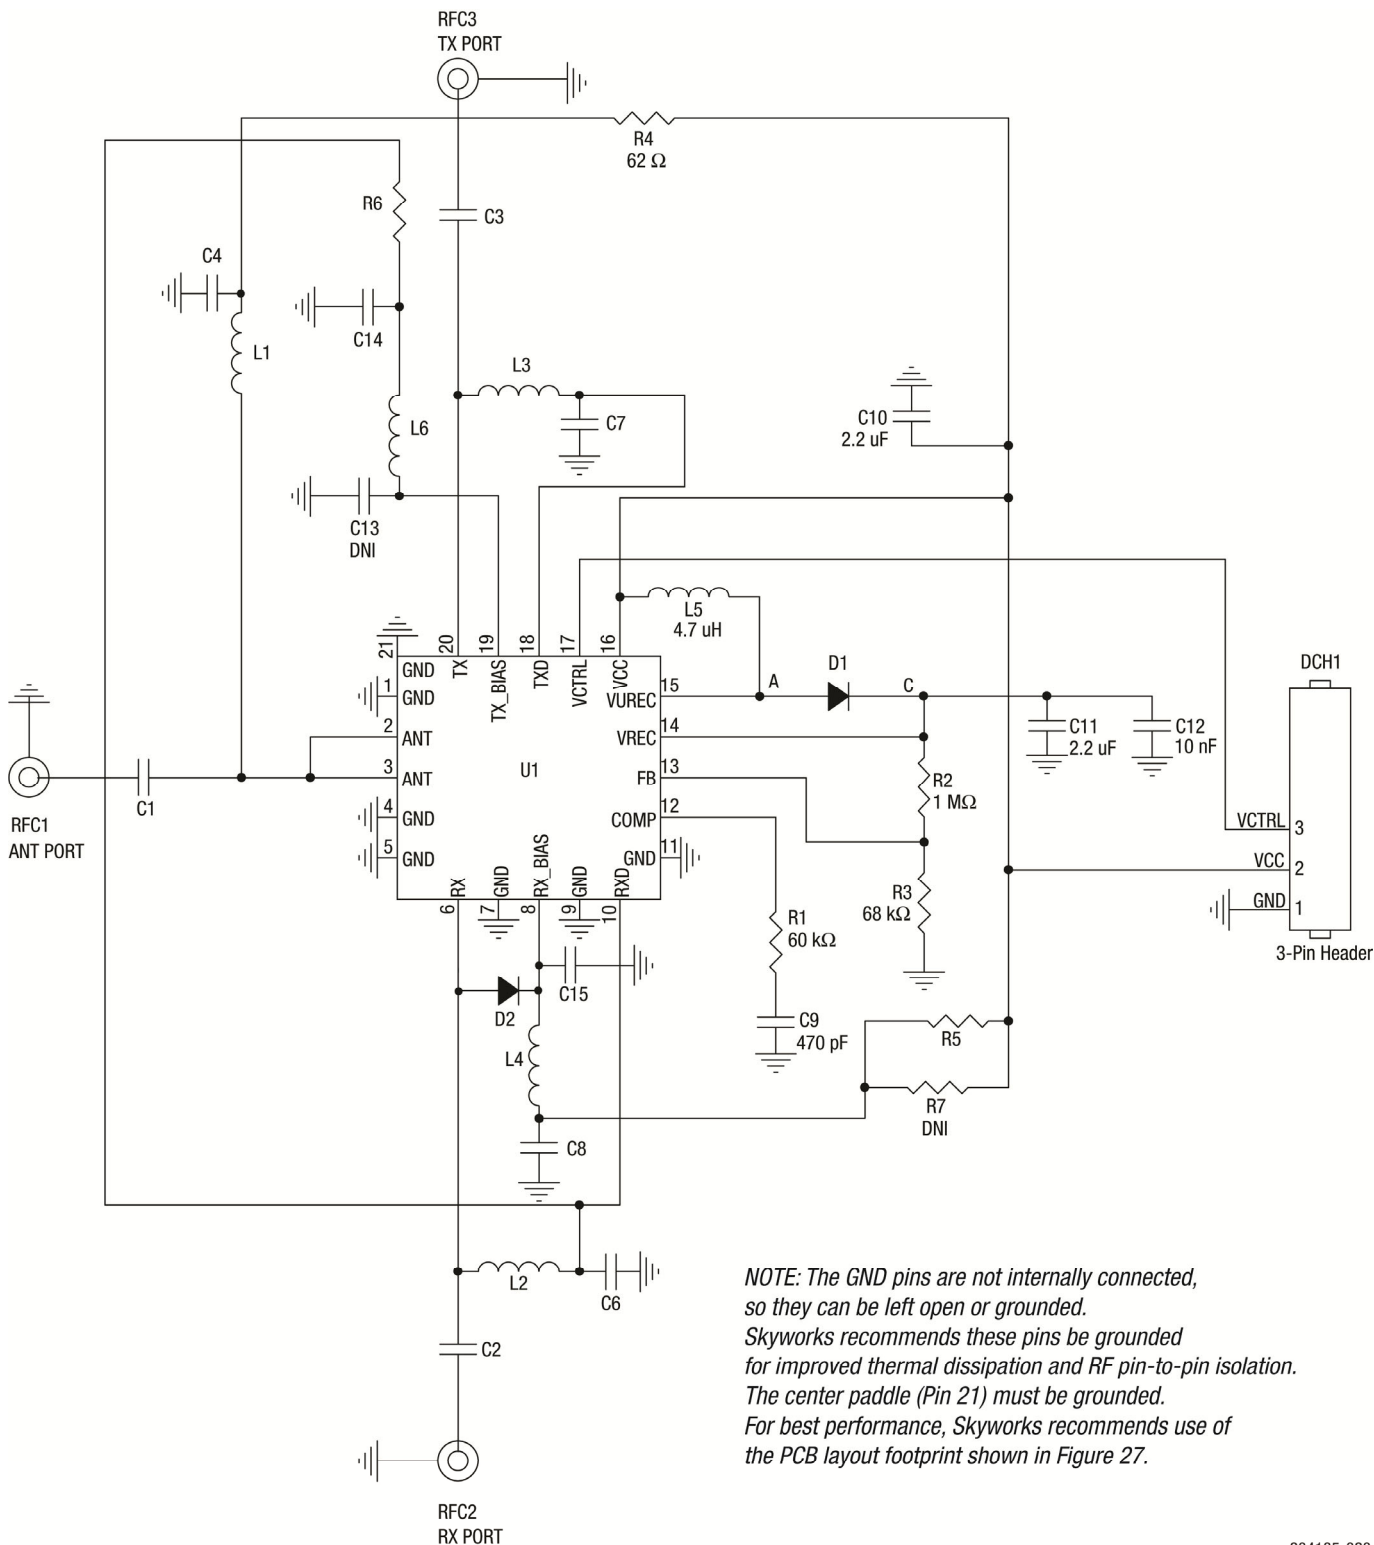 RFC3
TX PORT
R4
62 Ω
R6
C3
C4
C14
L1
L3
C7
L6
C10
2.2 uF
C13
DNI
L5
4.7 uH
21
20
19
18
17
16
GND
TX
TX_BIAS
TXD
VCTRL
VCC
1
GND
VUREC
15
A
D1
C
DCH1
2
ANT
VREC
14
C11
2.2 uF
C12
10 nF
3
ANT
U1
FB
13
R2
1 MΩ
C1
RFC1
ANT PORT
4
GND
COMP
12
VCTRL
3
5
GND
GND
11
VCC
2
RX
GND
RX_BIAS
GND
RXD
6
7
8
9
10
R3
68 kΩ
GND
1
3-Pin Header
R1
60 kΩ
D2
C15
C9
470 pF
R5
L4
R7
DNI
C8
L2
C6
C2
NOTE: The GND pins are not internally connected,
so they can be left open or grounded.
Skyworks recommends these pins be grounded
for improved thermal dissipation and RF pin-to-pin isolation.
The center paddle (Pin 21) must be grounded.
For best performance, Skyworks recommends use of
the PCB layout footprint shown in Figure 27.
RFC2
RX PORT